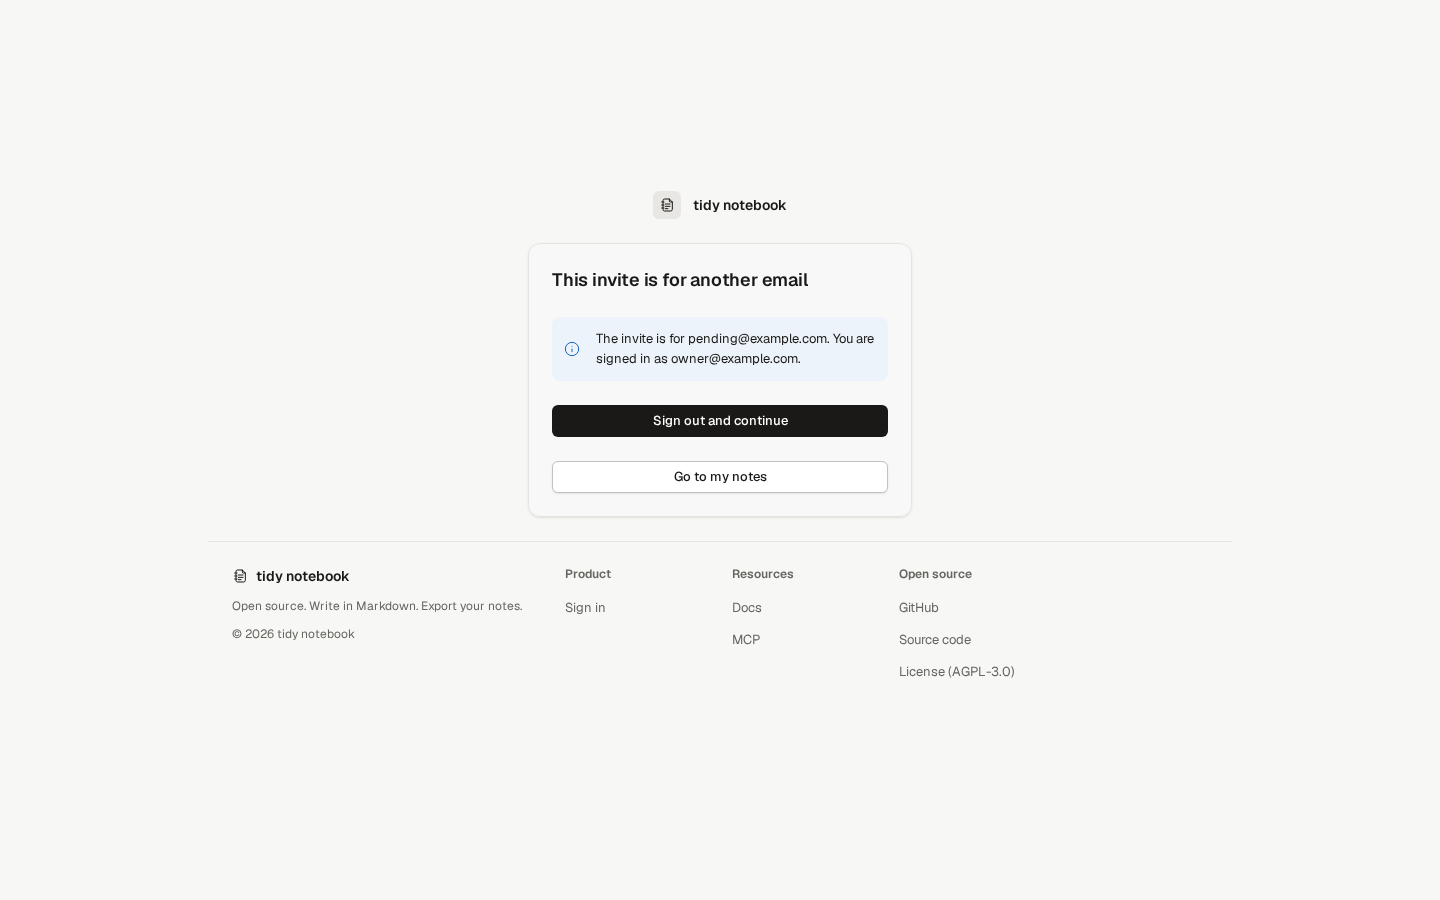 tidy notebook
This invite is for another email
The invite is for pending@example.com. You are
signed in as owner@example.com.
Sign out and continue
Go to my notes
tidy notebook
Open source. Write in Markdown. Export your notes.
© 2026 tidy notebook
Product
Sign in
Resources
Docs
MCP
Open source
GitHub
Source code
License (AGPL-3.0)